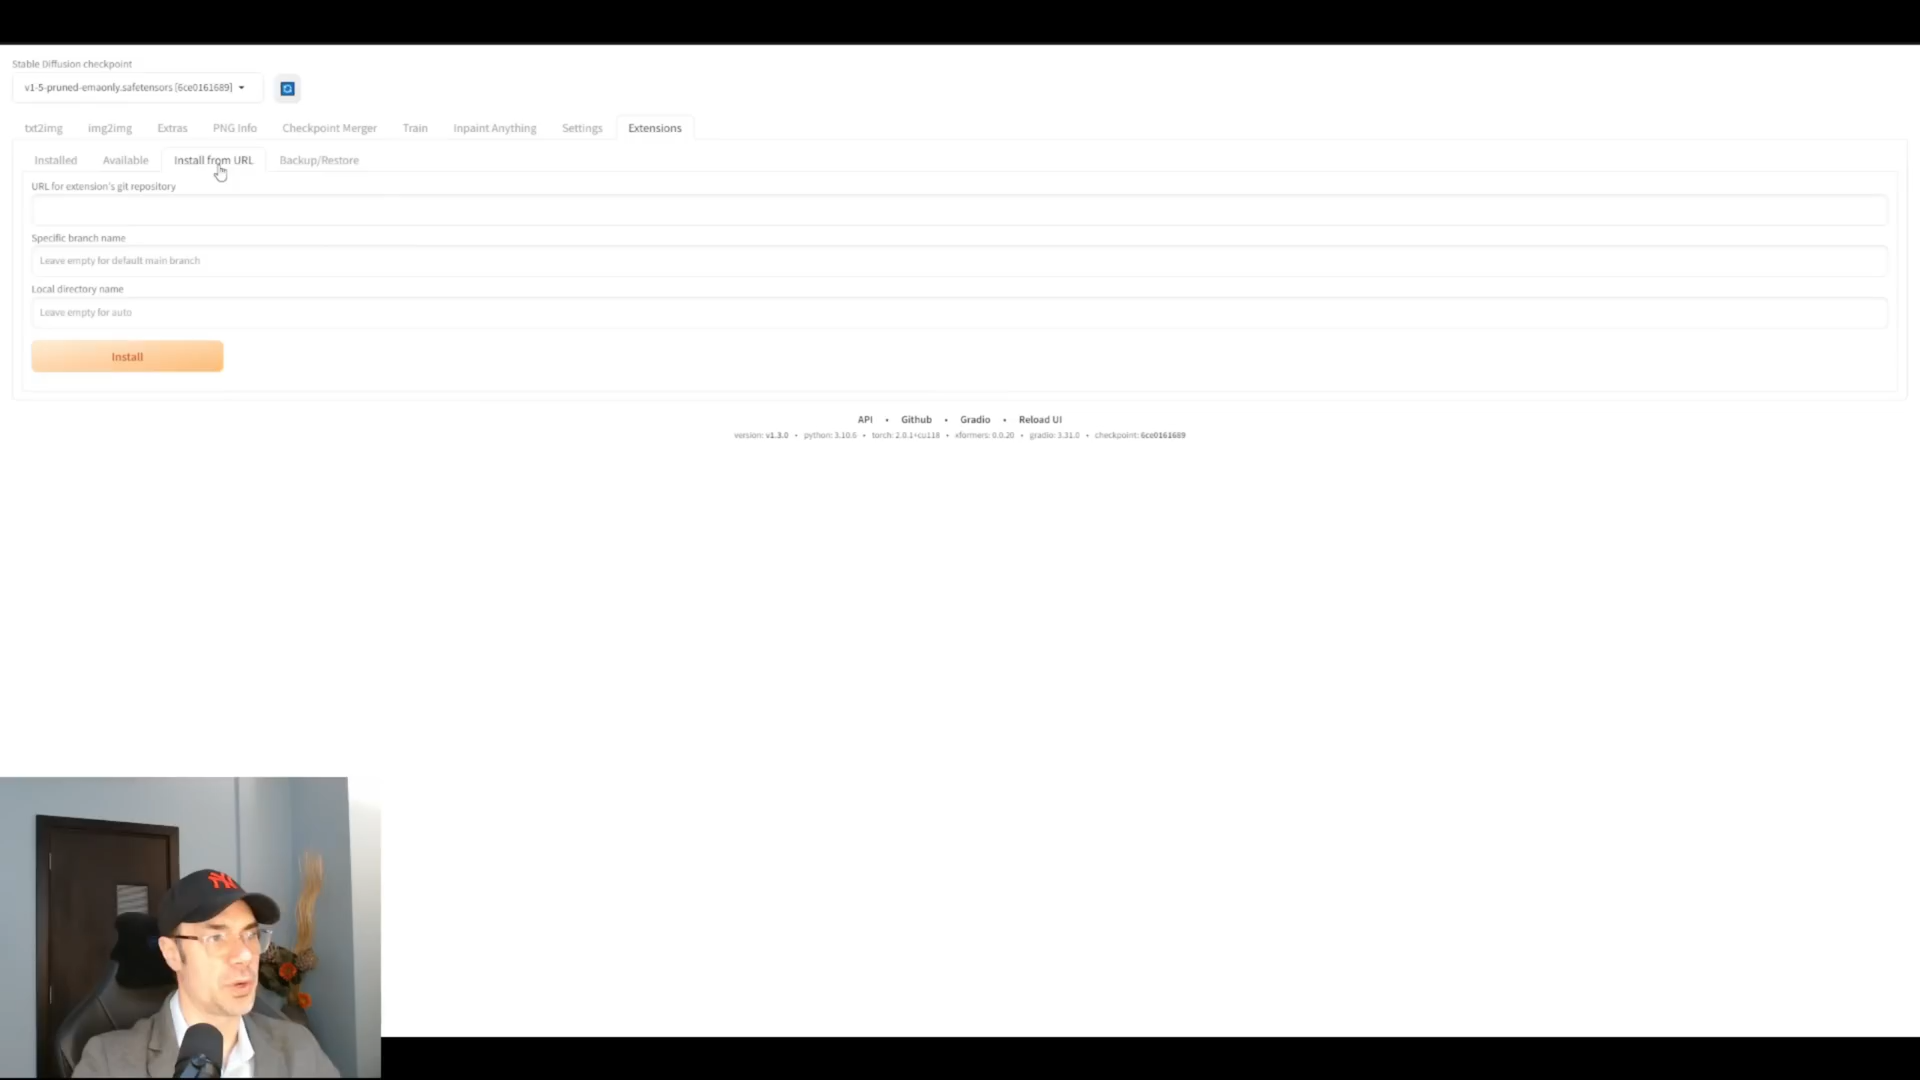 Stable Diffusion checkpoint
v1-5-pruned-emaonly.safetensors [6ce0161689]
txt2img img2img Extras PNG Info Checkpoint Merger Train Inpaint Anything Settings Extensions
Installed Available Install from URL Backup/Restore
URL for extension's git repository
Specific branch name
Leave empty for default main branch
Local directory name
Leave empty for auto
Install
API • Github • Gradio • Reload UI
version: v1.3.0 • python: 3.10.6 • torch: 2.0.1+cu118 • xformers: 0.0.20 • gradio: 3.31.0 • checkpoint: 6ce0161689
NY